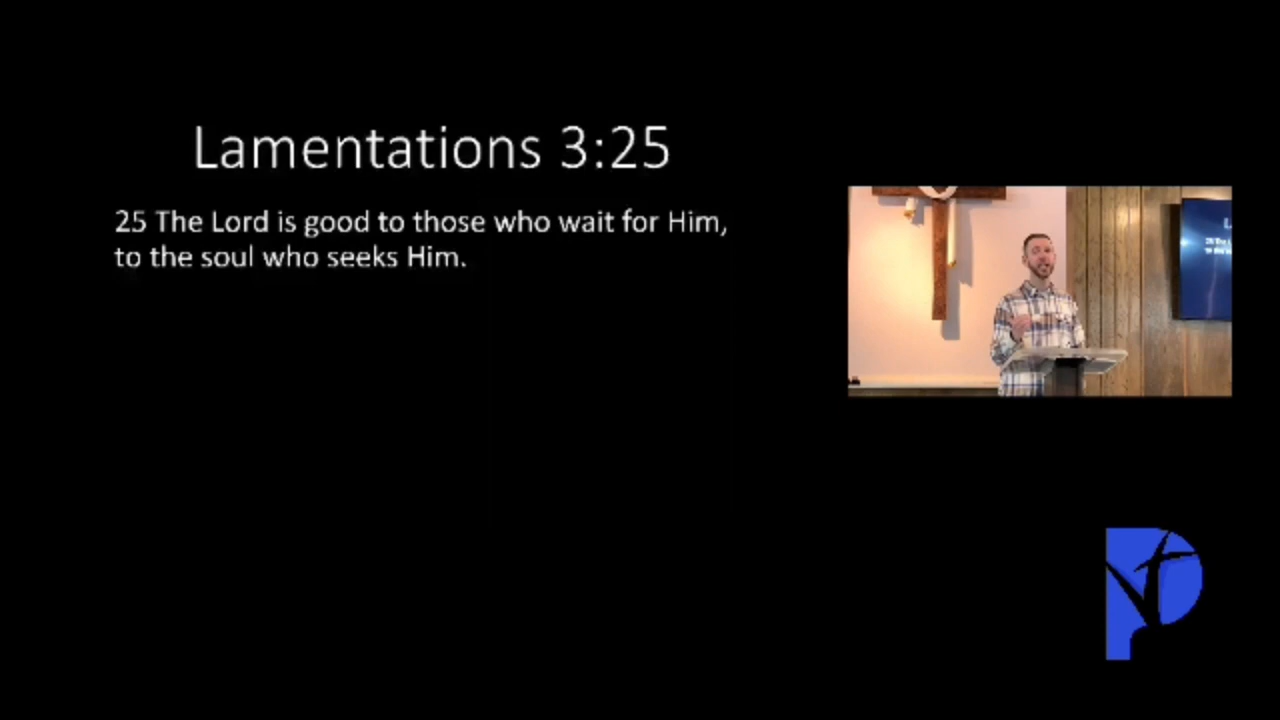 Lamentations 3:25
25 The Lord is good to those who wait for Him,
to the soul who seeks Him.